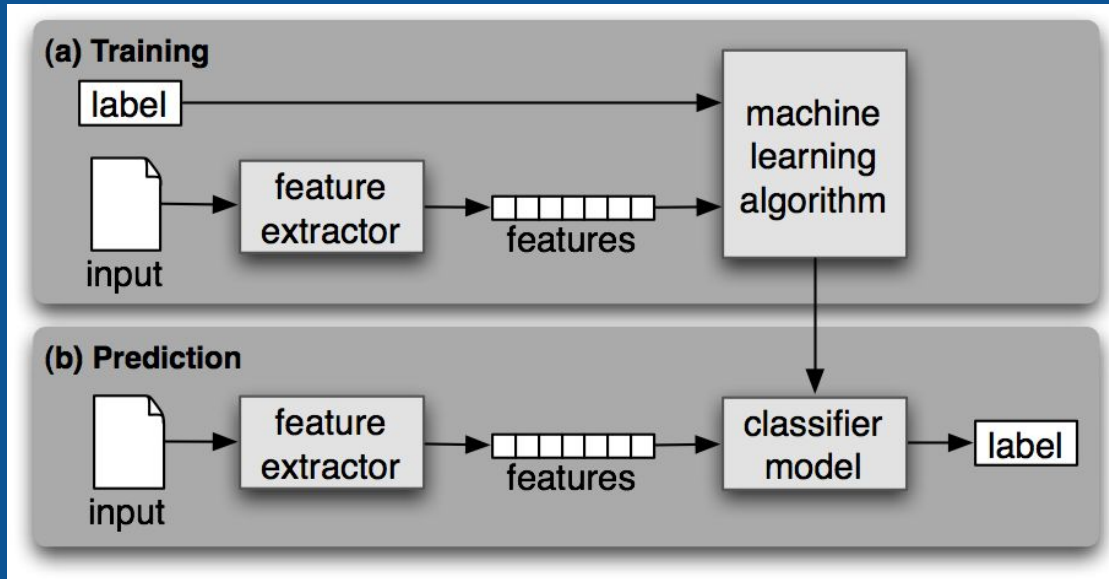 (a) Training
label
input
feature
extractor
features
machine
learning
algorithm
(b) Prediction
input
feature
extractor
features
classifier
model
label